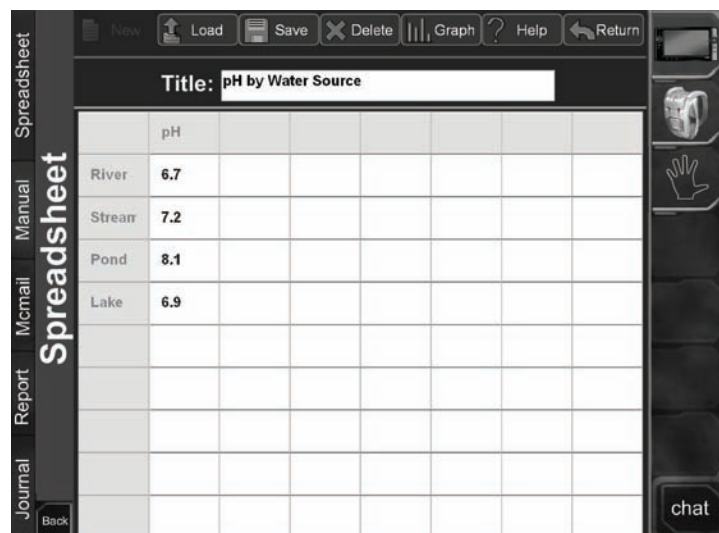 New Load Save Delete Graph Help Return
Title: pH by Water Source
pH
River 6.7
Stream 7.2
Pond 8.1
Lake 6.9
Spreadsheet
Manual
Mcmail
Report
Journal
Spreadsheet
Back
chat